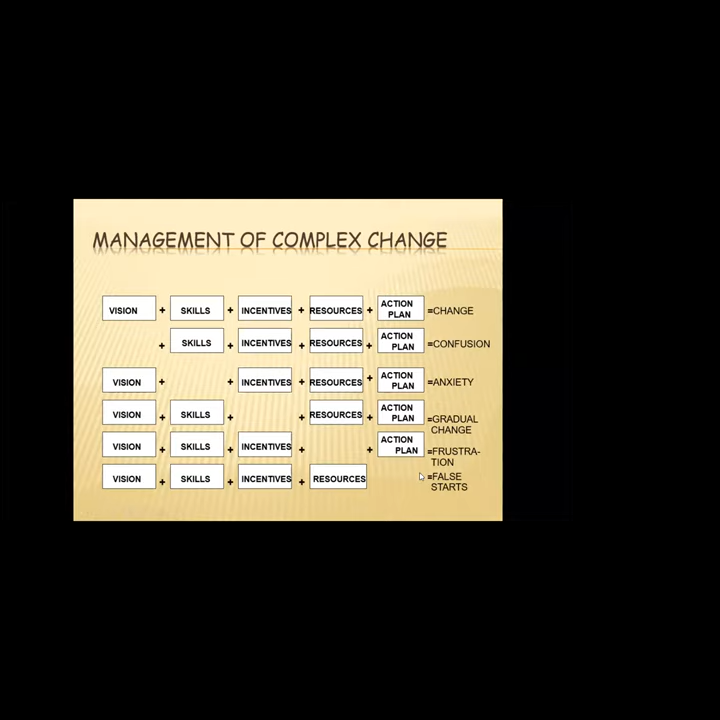 MANAGEMENT OF COMPLEX CHANGE
VISION + SKILLS + INCENTIVES + RESOURCES + ACTION PLAN =CHANGE
+ SKILLS + INCENTIVES + RESOURCES + ACTION PLAN =CONFUSION
VISION + + INCENTIVES + RESOURCES + ACTION PLAN =ANXIETY
VISION + SKILLS + + RESOURCES + ACTION PLAN =GRADUAL CHANGE
VISION + SKILLS + INCENTIVES + + ACTION PLAN =FRUSTRA-
TION
VISION + SKILLS + INCENTIVES + RESOURCES =FALSE STARTS